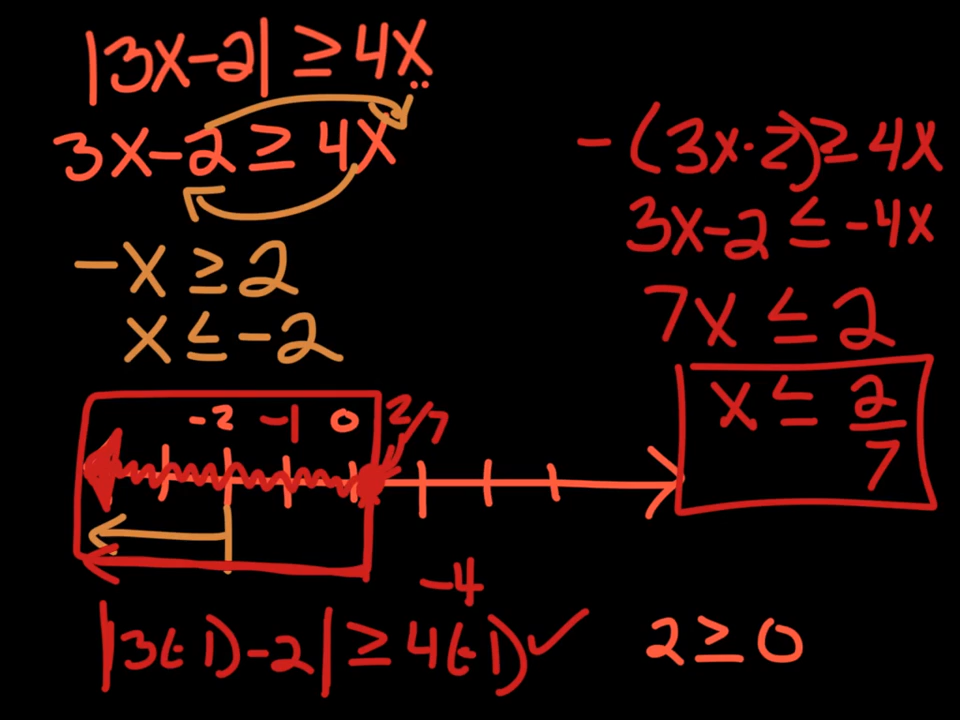 |3x-2| ≥ 4x
3x-2 ≥ 4x
-x ≥ 2
x ≤ -2
-(3x-2) ≥ 4x
3x-2 ≤ -4x
7x ≤ 2
x ≤ 2/7
-2 -1 0 2/7
-4
|3(-1)-2| ≥ 4(-1) ✓
2 ≥ 0